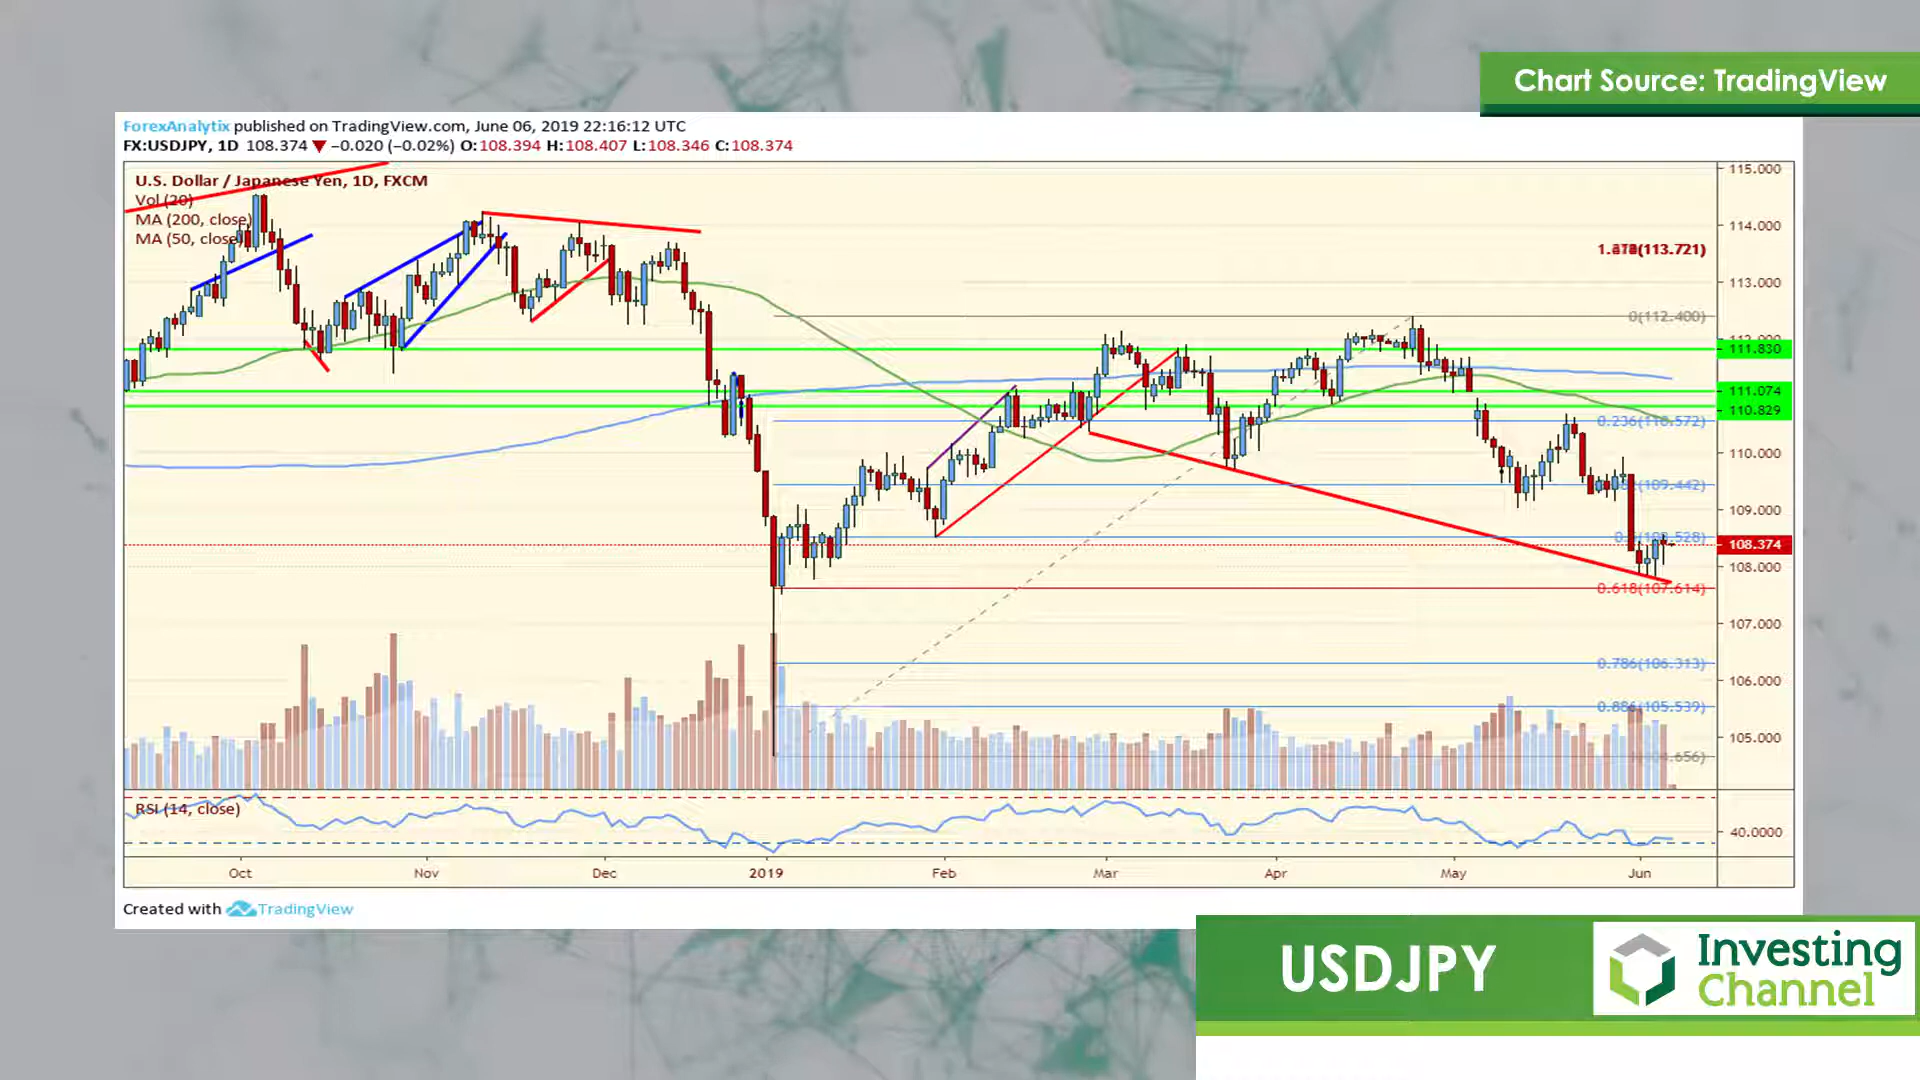 Chart Source: TradingView
ForexAnalytix published on TradingView.com, June 06, 2019 22:16:12 UTC
FX:USDJPY, 1D 108.374 ▼ −0.020 (−0.02%) O:108.394 H:108.407 L:108.346 C:108.374
U.S. Dollar / Japanese Yen, 1D, FXCM
Vol (20)
MA (200, close)
MA (50, close)
115.000
114.000
(113.721)
113.000
0(112.400)
111.830
111.074
110.829
0.236(110.572)
110.000
(109.442)
109.000
108.374
108.000
0.618(107.614)
107.000
0.786(106.313)
106.000
0.886(105.539)
105.000
RSI (14, close)
40.0000
Oct Nov Dec 2019 Feb Mar Apr May Jun
Created with TradingView
USDJPY
Investing
Channel